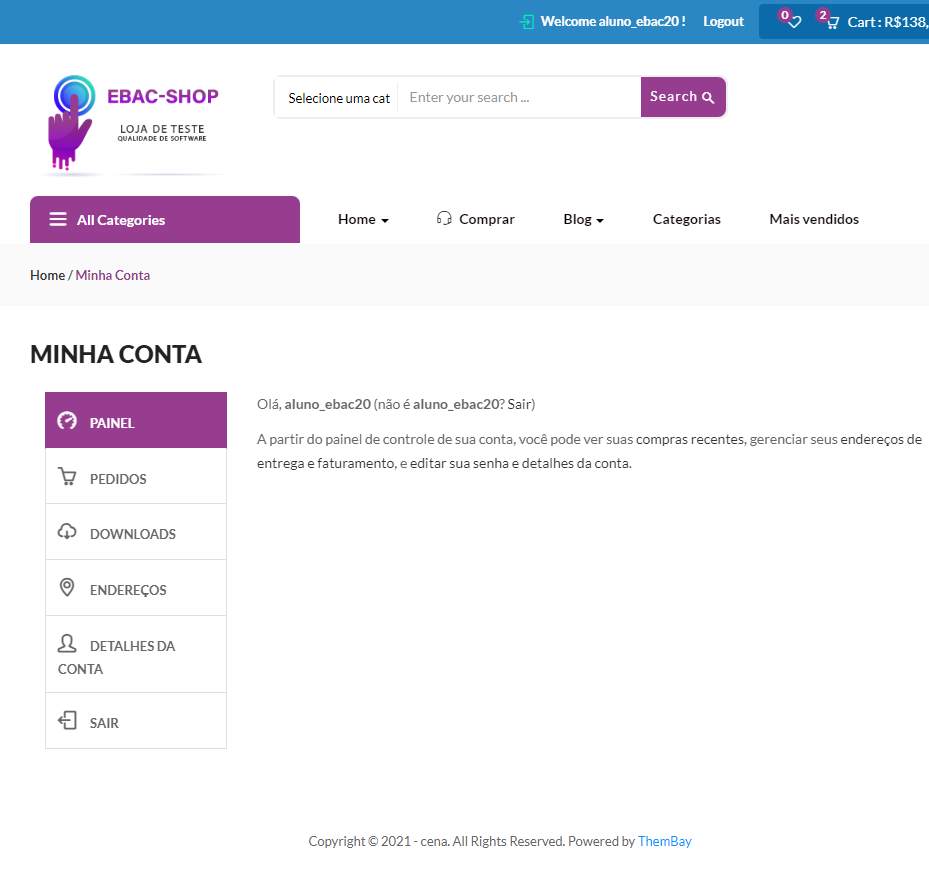 Welcome aluno_ebac20 ! Logout 0 2 Cart : R$138,
EBAC-SHOP
LOJA DE TESTE
QUALIDADE DE SOFTWARE
Selecione uma cat Enter your search ... Search
All Categories Home Comprar Blog Categorias Mais vendidos
Home / Minha Conta
MINHA CONTA
PAINEL
PEDIDOS
DOWNLOADS
ENDEREÇOS
DETALHES DA
CONTA
SAIR
Olá, aluno_ebac20 (não é aluno_ebac20? Sair)
A partir do painel de controle de sua conta, você pode ver suas compras recentes, gerenciar seus endereços de
entrega e faturamento, e editar sua senha e detalhes da conta.
Copyright © 2021 - cena. All Rights Reserved. Powered by ThemBay